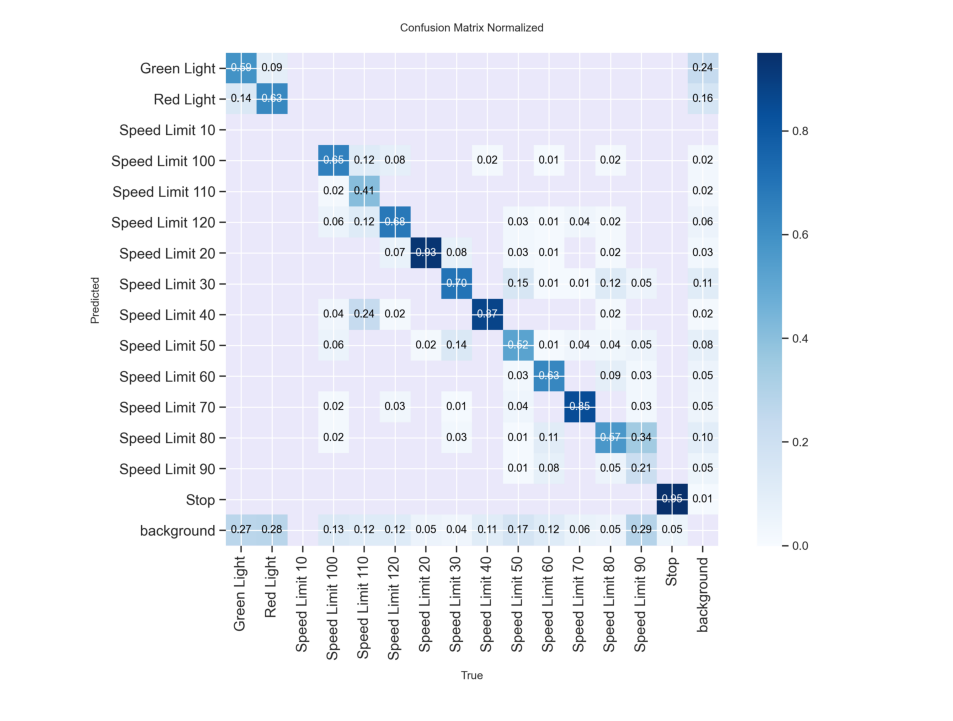 Confusion Matrix Normalized
Predicted
Green Light 0.59 0.09 0.24
Red Light 0.14 0.63 0.16
Speed Limit 10
Speed Limit 100 0.65 0.12 0.08 0.02 0.01 0.02 0.02
Speed Limit 110 0.02 0.41 0.02
Speed Limit 120 0.06 0.12 0.68 0.03 0.01 0.04 0.02 0.06
Speed Limit 20 0.07 0.93 0.08 0.03 0.01 0.02 0.03
Speed Limit 30 0.70 0.15 0.01 0.01 0.12 0.05 0.11
Speed Limit 40 0.04 0.24 0.02 0.87 0.02 0.02
Speed Limit 50 0.06 0.02 0.14 0.52 0.01 0.04 0.04 0.05 0.08
Speed Limit 60 0.03 0.63 0.09 0.03 0.05
Speed Limit 70 0.02 0.03 0.01 0.04 0.85 0.03 0.05
Speed Limit 80 0.02 0.03 0.01 0.11 0.57 0.34 0.10
Speed Limit 90 0.01 0.08 0.05 0.21 0.05
Stop 0.95 0.01
background 0.27 0.28 0.13 0.12 0.12 0.05 0.04 0.11 0.17 0.12 0.06 0.05 0.29 0.05
Green Light
Red Light
Speed Limit 10
Speed Limit 100
Speed Limit 110
Speed Limit 120
Speed Limit 20
Speed Limit 30
Speed Limit 40
Speed Limit 50
Speed Limit 60
Speed Limit 70
Speed Limit 80
Speed Limit 90
Stop
background
True
0.8
0.6
0.4
0.2
0.0